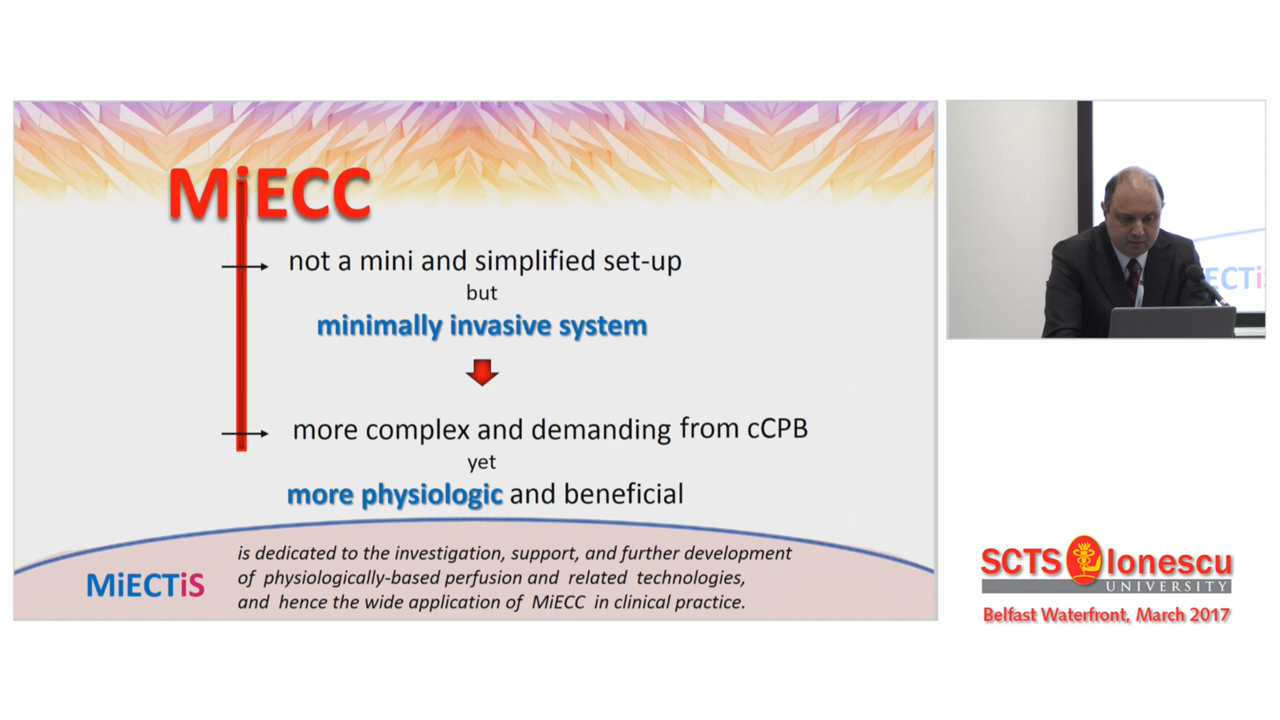 MiECC
not a mini and simplified set-up
but
minimally invasive system
more complex and demanding from cCPB
yet
more physiologic and beneficial
MiECTiS
is dedicated to the investigation, support, and further development
of physiologically-based perfusion and related technologies,
and hence the wide application of MiECC in clinical practice.
ECTiS
SCTS Ionescu
UNIVERSITY
Belfast Waterfront, March 2017